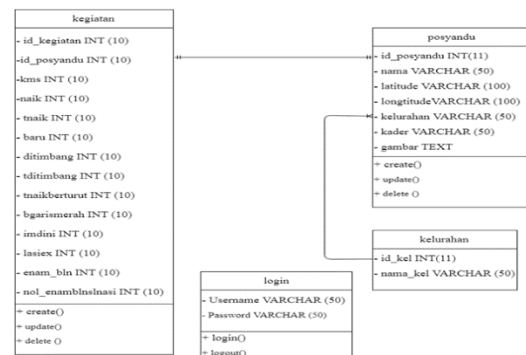 kegiatan
- id_kegiatan INT (10)
-id_posyandu INT (10)
-kms INT (10)
-naik INT (10)
- tnaik INT (10)
- baru INT (10)
- ditimbang INT (10)
- tditimbang INT (10)
- tnaikberturut INT (10)
- bgarismerah INT (10)
- imdini INT (10)
- lasiex INT (10)
- enam_bln INT (10)
- nol_enamblnslnasi INT (10)
+ create()
+ update()
+ delete ()
posyandu
- id_posyandu INT(11)
- nama VARCHAR (50)
- latitude VARCHAR (100)
- longtitudeVARCHAR (100)
- kelurahan VARCHAR (50)
- kader VARCHAR (50)
- gambar TEXT
+ create()
+ update()
+ delete ()
kelurahan
- id_kel INT(11)
- nama_kel VARCHAR (50)
login
- Username VARCHAR (50)
- Password VARCHAR (50)
+ login()
+ logout()